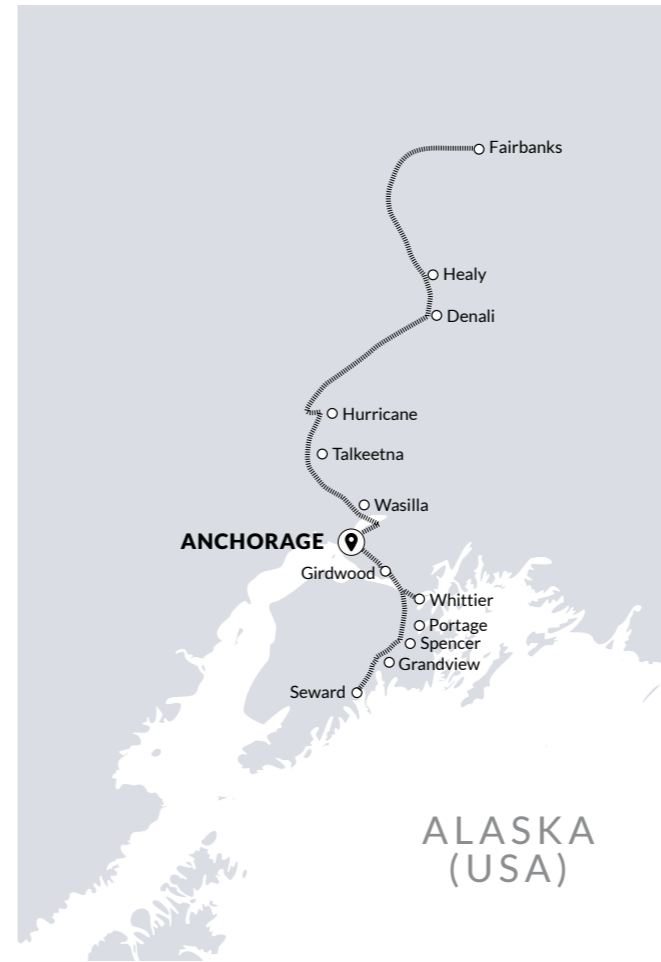 Fairbanks
Healy
Denali
Hurricane
Talkeetna
Wasilla
ANCHORAGE
Girdwood
Whittier
Portage
Spencer
Grandview
Seward
ALASKA
(USA)